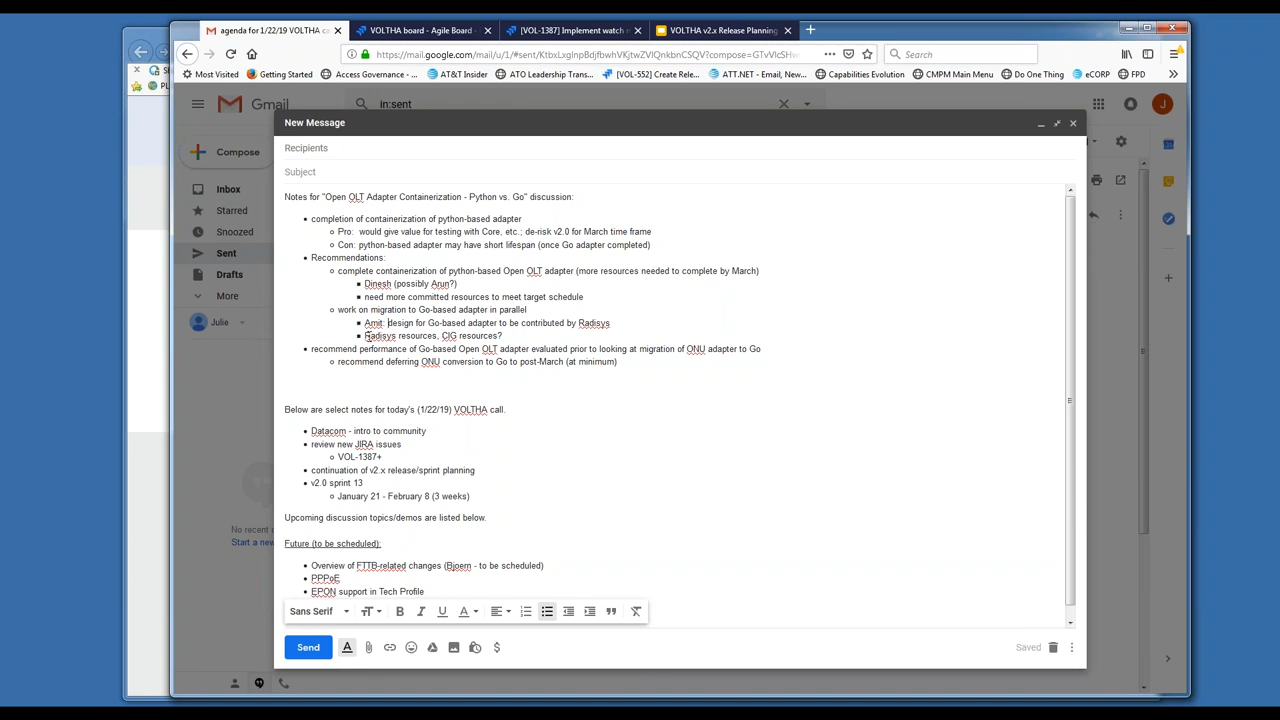 agenda for 1/22/19 VOLTHA ca
VOLTHA board - Agile Board -
[VOL-1387] Implement watch m
VOLTHA v2.x Release Planning
Search
Most Visited
Getting Started
Access Governance -...
AT&T Insider
ATO Leadership Trans...
[VOL-552] Create Rele...
ATT.NET - Email, New...
Capabilities Evolution
CMPM Main Menu
Do One Thing
eCORP
FPD
Gmail
in:sent
J
Compose
Inbox
Starred
Snoozed
Sent
Drafts
More
Julie
No recent c
Start a new
New Message
Recipients
Subject
Notes for "Open OLT Adapter Containerization - Python vs. Go" discussion:
completion of containerization of python-based adapter
Pro: would give value for testing with Core, etc.; de-risk v2.0 for March time frame
Con: python-based adapter may have short lifespan (once Go adapter completed)
Recommendations:
complete containerization of python-based Open OLT adapter (more resources needed to complete by March)
Dinesh (possibly Arun?)
need more committed resources to meet target schedule
work on migration to Go-based adapter in parallel
Amit: design for Go-based adapter to be contributed by Radisys
Radisys resources, CIG resources?
recommend performance of Go-based Open OLT adapter evaluated prior to looking at migration of ONU adapter to Go
recommend deferring ONU conversion to Go to post-March (at minimum)
Below are select notes for today's (1/22/19) VOLTHA call.
Datacom - intro to community
review new JIRA issues
VOL-1387+
continuation of v2.x release/sprint planning
v2.0 sprint 13
January 21 - February 8 (3 weeks)
Upcoming discussion topics/demos are listed below.
Future (to be scheduled):
Overview of FTTB-related changes (Bjoern - to be scheduled)
PPPoE
EPON support in Tech Profile
Sans Serif
Send
Saved